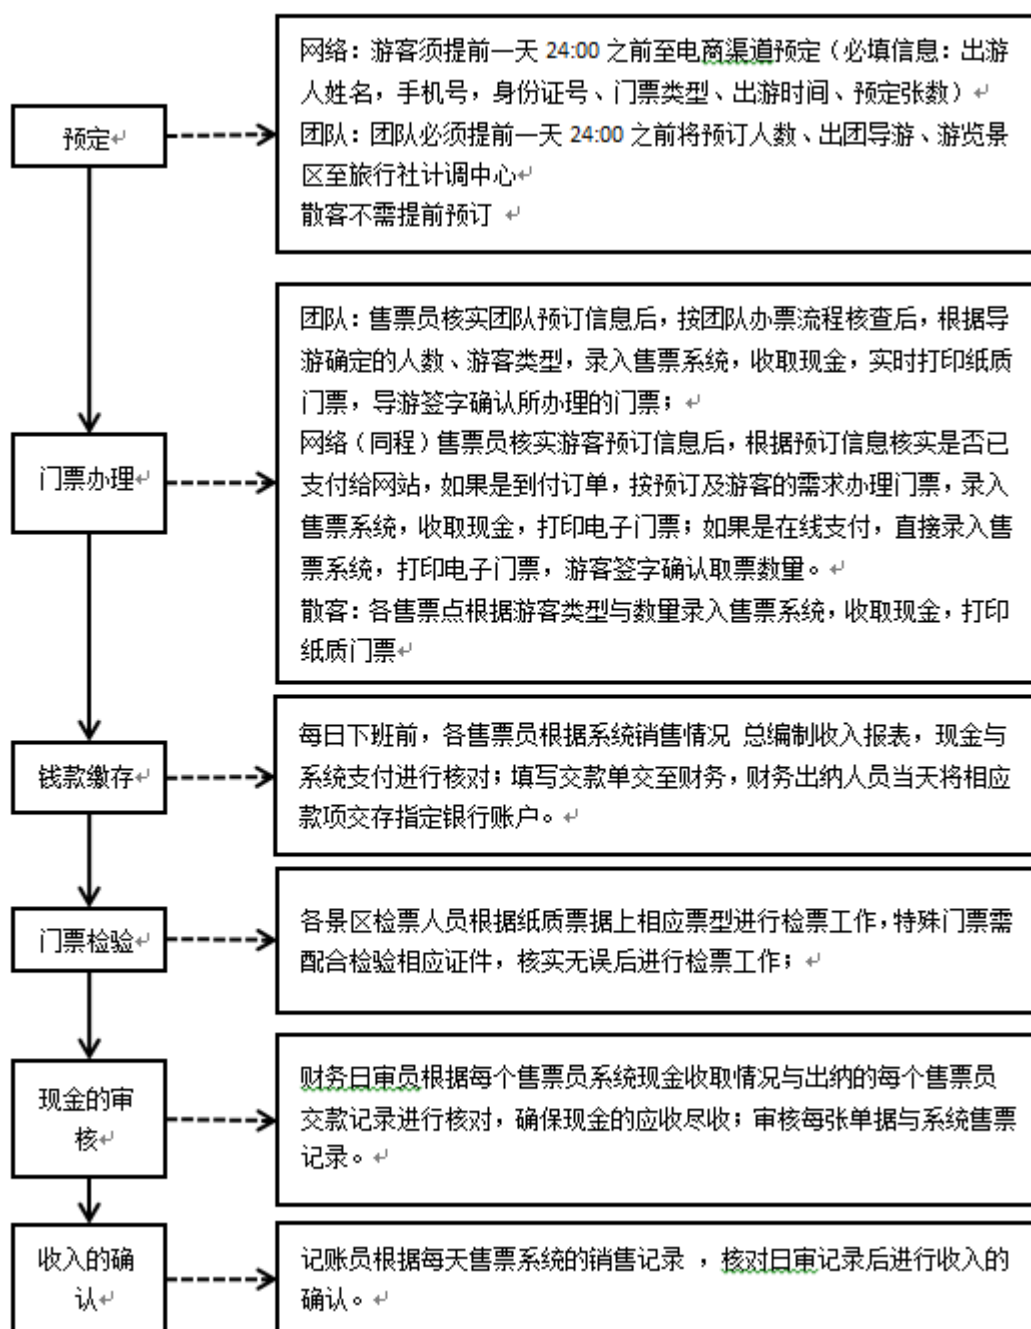 预定
网络：游客须提前一天 24:00 之前至电商渠道预定（必填信息：出游
人姓名，手机号，身份证号、门票类型、出游时间、预定张数）
团队：团队必须提前一天 24:00 之前将预订人数、出团导游、游览景
区至旅行社计调中心
散客不需提前预订
门票办理
团队：售票员核实团队预订信息后，按团队办票流程核查后，根据导
游确定的人数、游客类型，录入售票系统，收取现金，实时打印纸质
门票，导游签字确认所办理的门票；
网络（同程）售票员核实游客预订信息后，根据预订信息核实是否已
支付给网站，如果是到付订单，按预订及游客的需求办理门票，录入
售票系统，收取现金，打印电子门票；如果是在线支付，直接录入售
票系统，打印电子门票，游客签字确认取票数量。
散客：各售票点根据游客类型与数量录入售票系统，收取现金，打印
纸质门票
钱款缴存
每日下班前，各售票员根据系统销售情况 总编制收入报表，现金与
系统支付进行核对；填写交款单交至财务，财务出纳人员当天将相应
款项交存指定银行账户。
门票检验
各景区检票人员根据纸质票据上相应票型进行检票工作，特殊门票需
配合检验相应证件，核实无误后进行检票工作；
现金的审
核
财务日审员根据每个售票员系统现金收取情况与出纳的每个售票员
交款记录进行核对，确保现金的应收尽收；审核每张单据与系统售票
记录。
收入的确
认
记账员根据每天售票系统的销售记录 ，核对日审记录后进行收入的
确认。